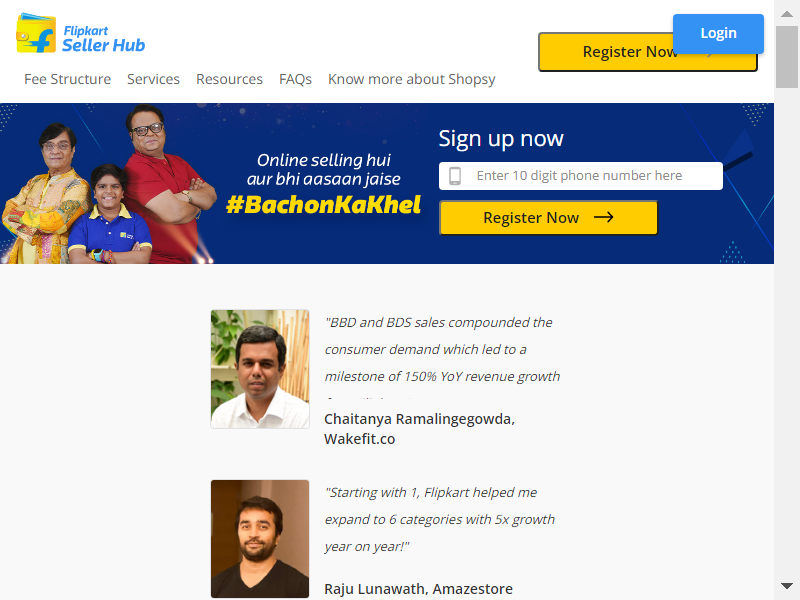 Flipkart
Seller Hub
Register Now
Login
Fee Structure Services Resources FAQs Know more about Shopsy
Online selling hui
aur bhi aasaan jaise
#BachonKaKhel
Sign up now
Enter 10 digit phone number here
Register Now
"BBD and BDS sales compounded the
consumer demand which led to a
milestone of 150% YoY revenue growth
Chaitanya Ramalingegowda,
Wakefit.co
"Starting with 1, Flipkart helped me
expand to 6 categories with 5x growth
year on year!"
Raju Lunawath, Amazestore